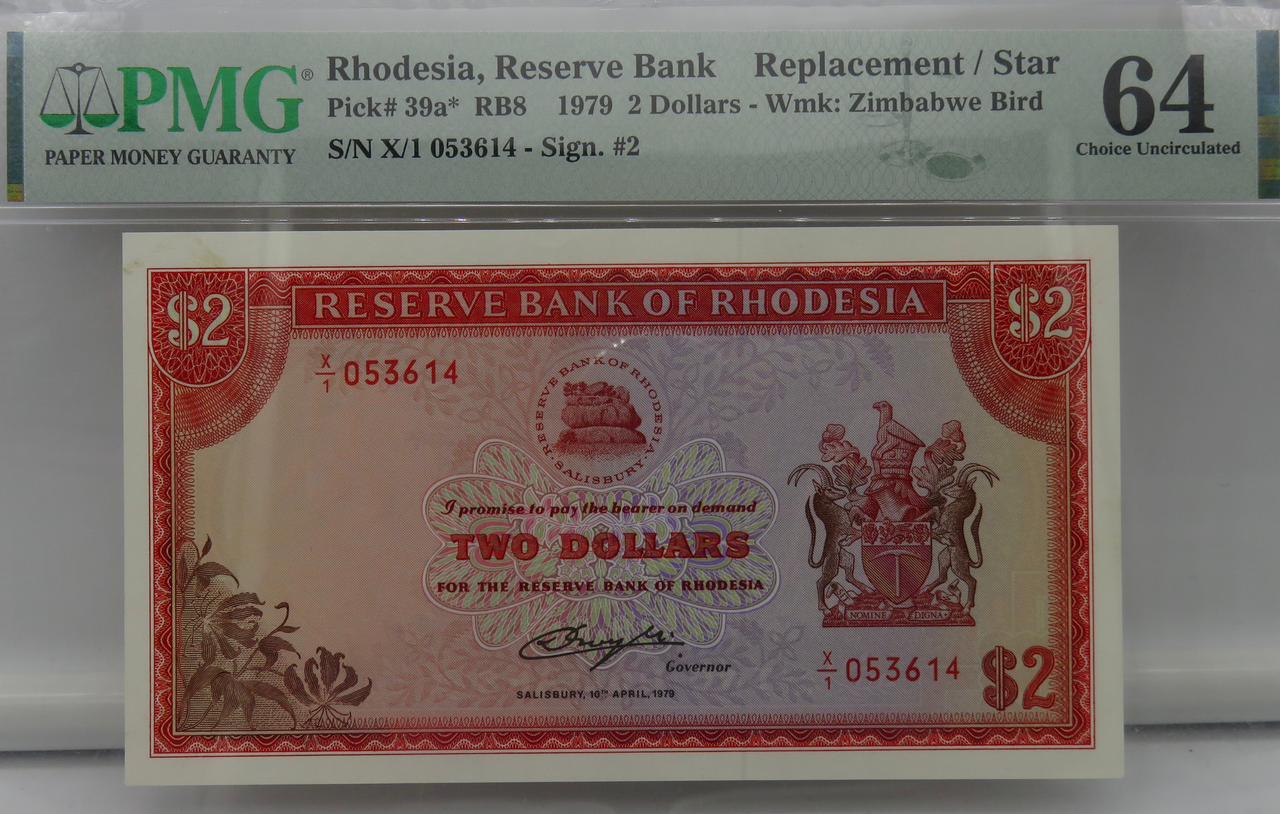 PMG®
PAPER MONEY GUARANTY
Rhodesia, Reserve Bank Replacement / Star
Pick# 39a* RB8 1979 2 Dollars - Wmk: Zimbabwe Bird
S/N X/1 053614 - Sign. #2
64
Choice Uncirculated
$2
RESERVE BANK OF RHODESIA
$2
X/1 053614
RESERVE BANK OF RHODESIA
SALISBURY
I promise to pay the bearer on demand
TWO DOLLARS
FOR THE RESERVE BANK OF RHODESIA
NOMINE DIGNA
Governor
SALISBURY, 10TH APRIL, 1979
X/1 053614
$2